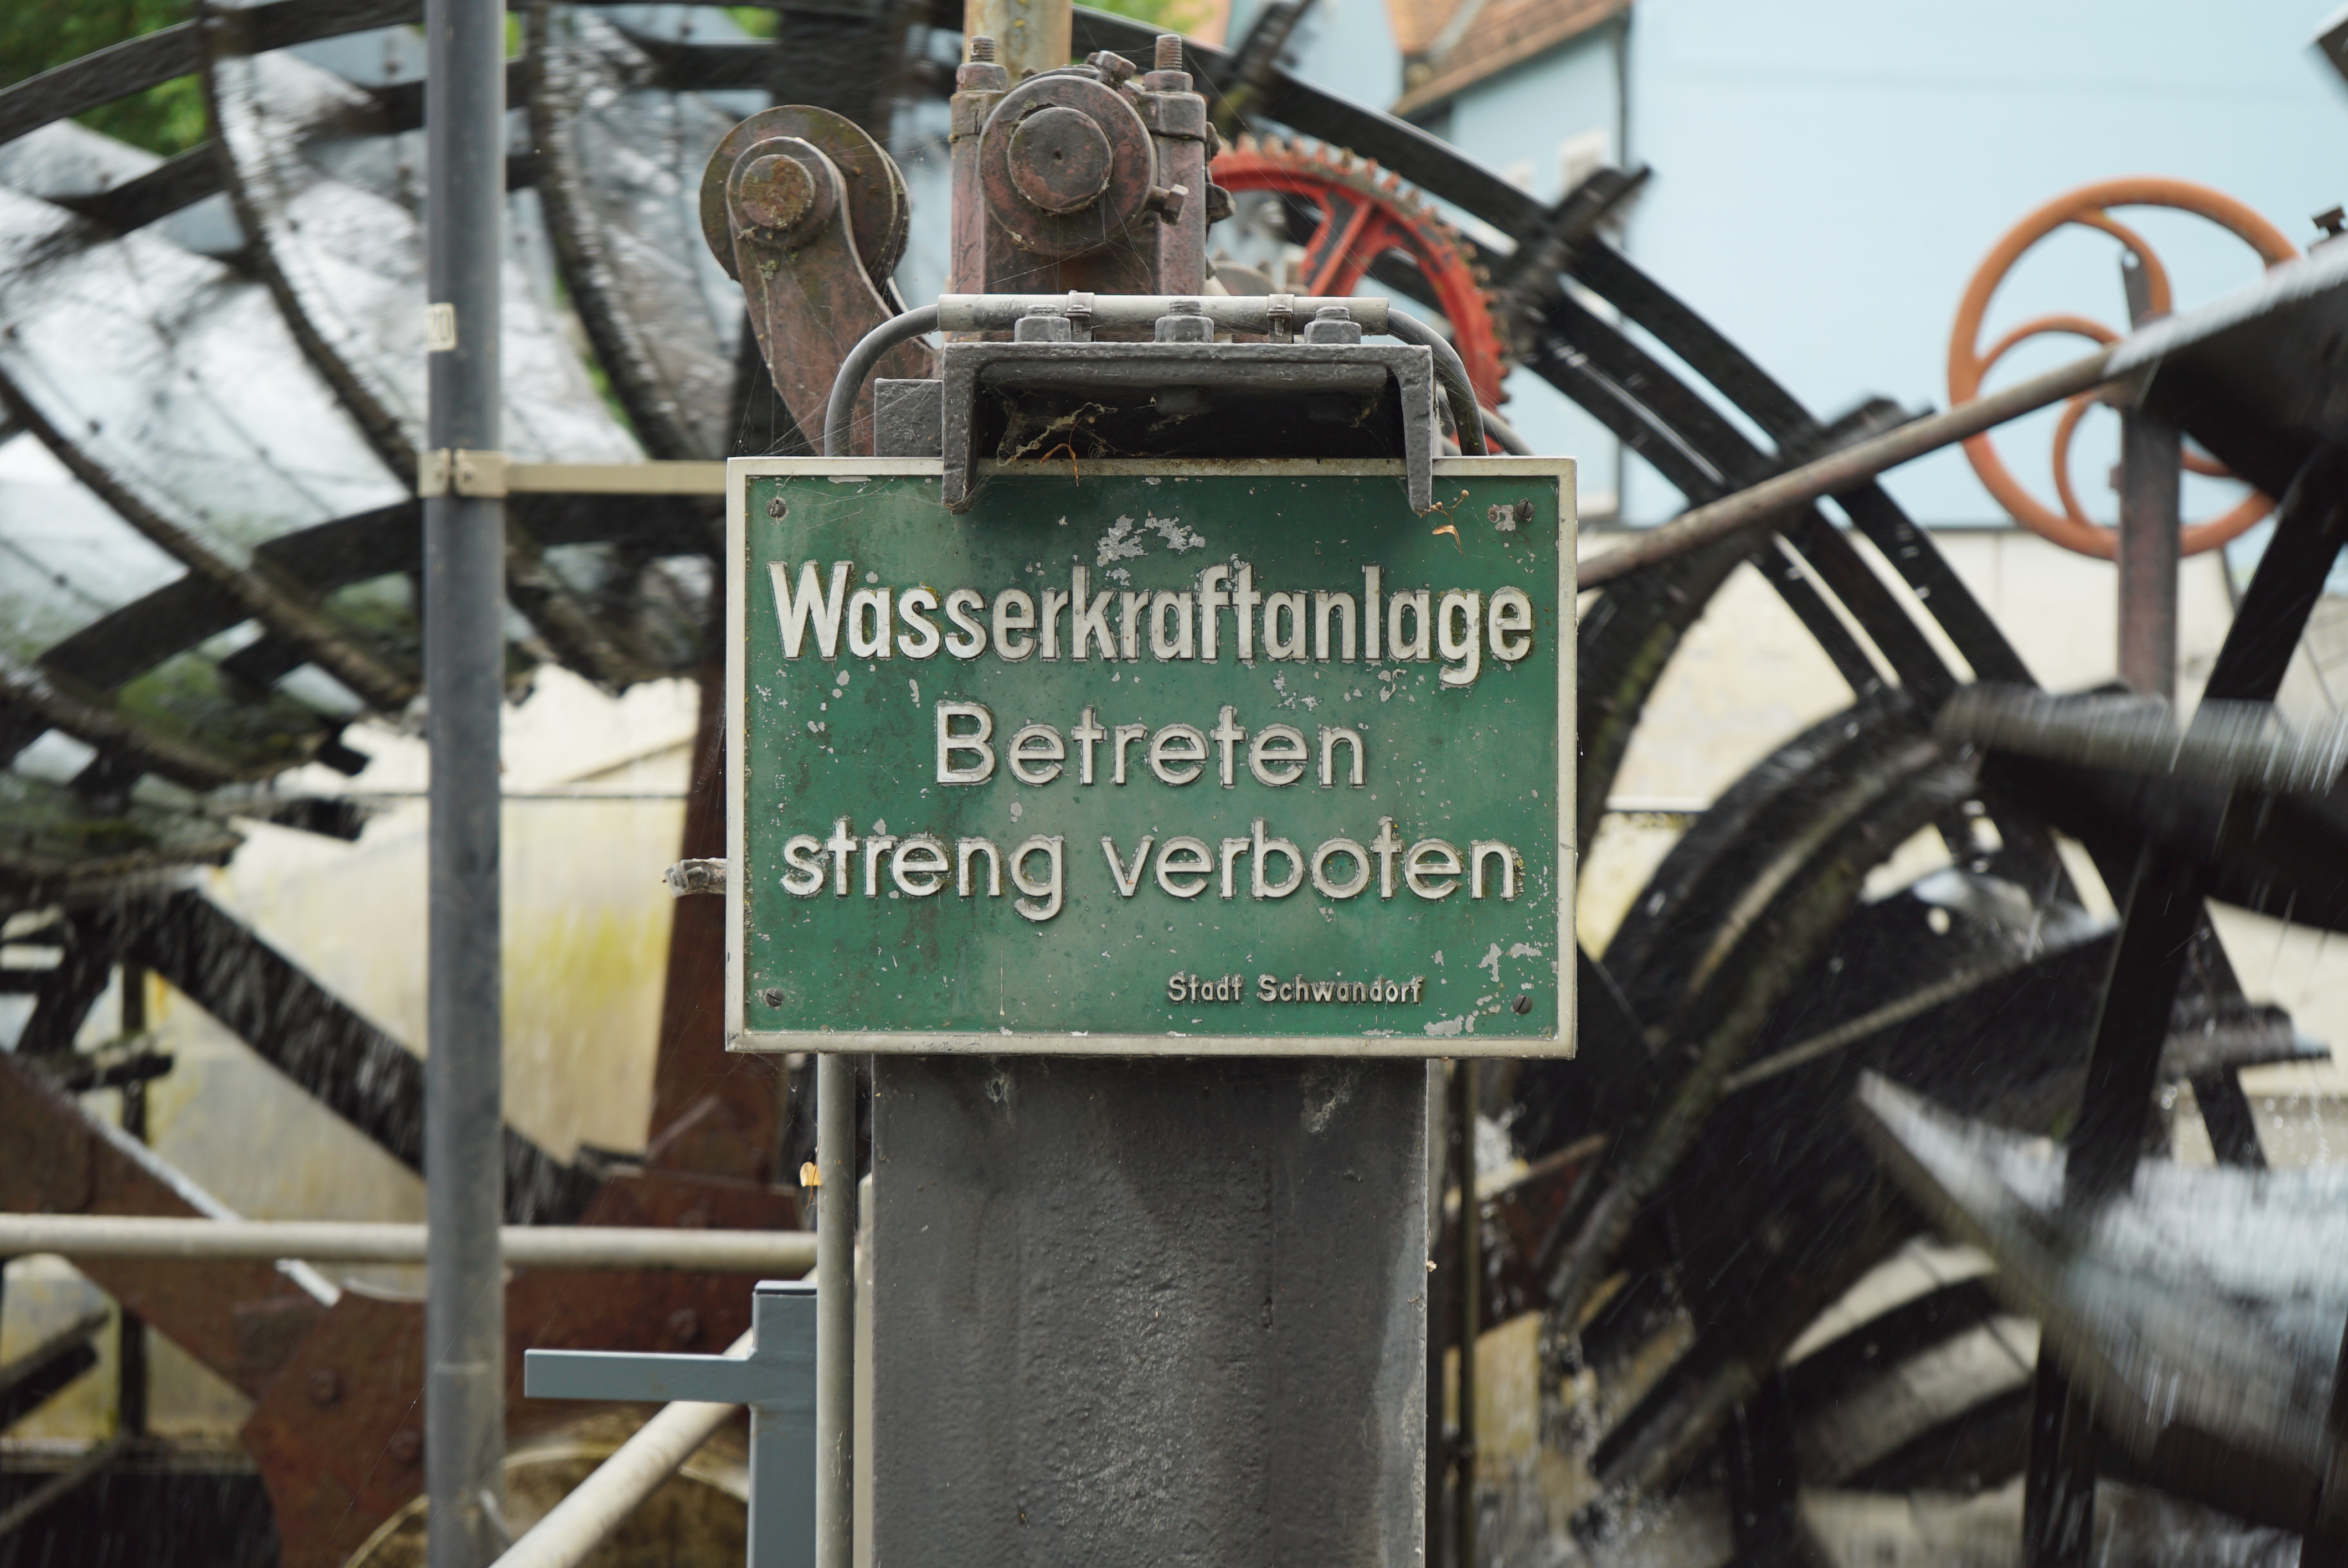 Wasserkraftanlage
Betreten
streng verboten
Stadt Schwandorf